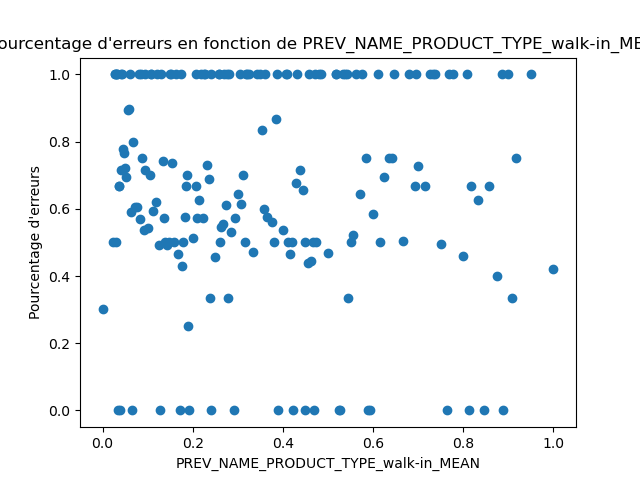 ourcentage d'erreurs en fonction de PREV_NAME_PRODUCT_TYPE_walk-in_ME
1.0
0.8
0.6
0.4
0.2
0.0
Pourcentage d'erreurs
0.0 0.2 0.4 0.6 0.8 1.0
PREV_NAME_PRODUCT_TYPE_walk-in_MEAN